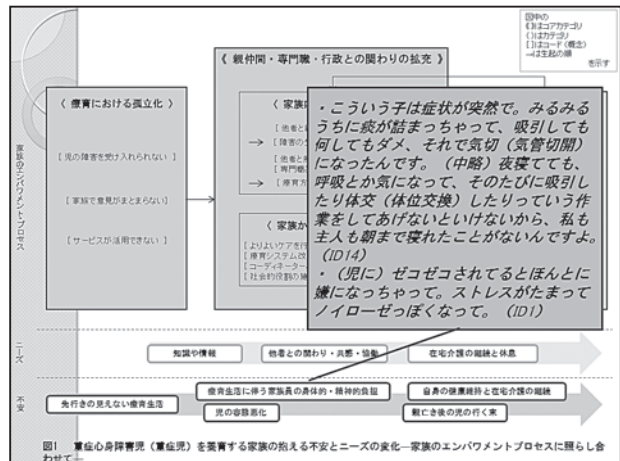 図中の
《 》はコアカテゴリ
〈 〉はカテゴリ
[ ]はコード（概念）
→は生起の順
を示す
家族のエンパワメントプロセス
《 親仲間・専門職・行政との関わりの拡充 》
〈 療育における孤立化 〉
[ 児の障害を受け入れられない ]
[ 家族で意見がまとまらない ]
[ サービスが活用できない ]
〈 家族内
[ 他者と
→ [ 障害の
[ 他者と
[ 専門職
→ [ 療育方
〈 家族か
[ よりよいケアを行
[ 療育システム改
[ コーディネーター
[ 社会的役割の
・こういう子は症状が突然で。みるみる
うちに痰が詰まっちゃって、吸引しても
何してもダメ、それで気切（気管切開）
になったんです。（中略）夜寝てても、
呼吸とか気になって、そのたびに吸引し
たり体交（体位交換）したりっていう作
業をしてあげないといけないから、私も
主人も朝まで寝れたことがないんですよ。
（ID14）
・（児に）ゼコゼコされてるとほんとに
嫌になっちゃって。ストレスがたまって
ノイローゼっぽくなって。（ID1）
ニーズ
知識や情報
他者との関わり・共感・協働
在宅介護の継続と休息
不安
先行きの見えない療育生活
療育生活に伴う家族員の身体的・精神的負担
児の容態悪化
自身の健康維持と在宅介護の継続
親亡き後の児の行く末
図1 重症心身障害児（重症児）を養育する家族の抱える不安とニーズの変化―家族のエンパワメントプロセスに照らし
合わせて―